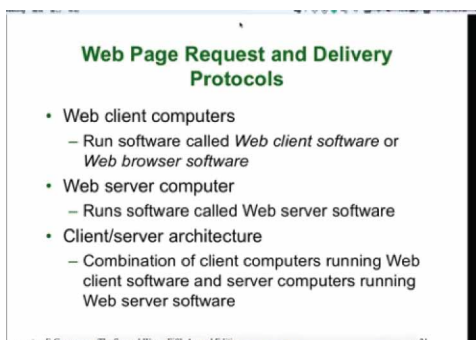 Web Page Request and Delivery
Protocols
• Web client computers
– Run software called Web client software or
Web browser software
• Web server computer
– Runs software called Web server software
• Client/server architecture
– Combination of client computers running Web
client software and server computers running
Web server software